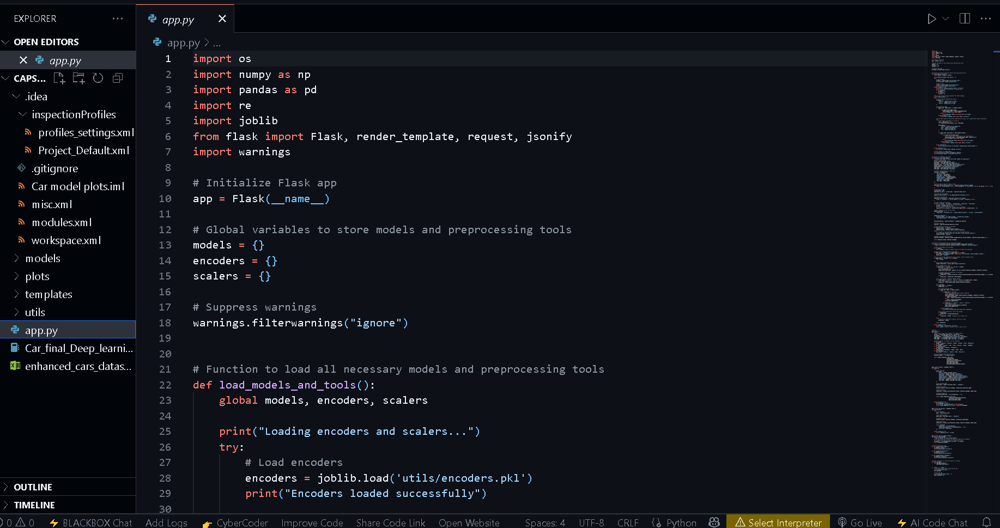 EXPLORER
OPEN EDITORS
app.py
CAPS...
.idea
inspectionProfiles
profiles_settings.xml
Project_Default.xml
.gitignore
Car model plots.iml
misc.xml
modules.xml
workspace.xml
models
plots
templates
utils
app.py
Car_final_Deep_learni...
enhanced_cars_datas...
OUTLINE
TIMELINE
app.py
app.py > ...
1 import os
2 import numpy as np
3 import pandas as pd
4 import re
5 import joblib
6 from flask import Flask, render_template, request, jsonify
7 import warnings
8
9 # Initialize Flask app
10 app = Flask(__name__)
11
12 # Global variables to store models and preprocessing tools
13 models = {}
14 encoders = {}
15 scalers = {}
16
17 # Suppress warnings
18 warnings.filterwarnings("ignore")
19
20
21 # Function to load all necessary models and preprocessing tools
22 def load_models_and_tools():
23 global models, encoders, scalers
24
25 print("Loading encoders and scalers...")
26 try:
27 # Load encoders
28 encoders = joblib.load('utils/encoders.pkl')
29 print("Encoders loaded successfully")
30
0 0 BLACKBOX Chat Add Logs CyberCoder Improve Code Share Code Link Open Website Spaces: 4 UTF-8 CRLF Python Select Interpreter Go Live AI Code Chat